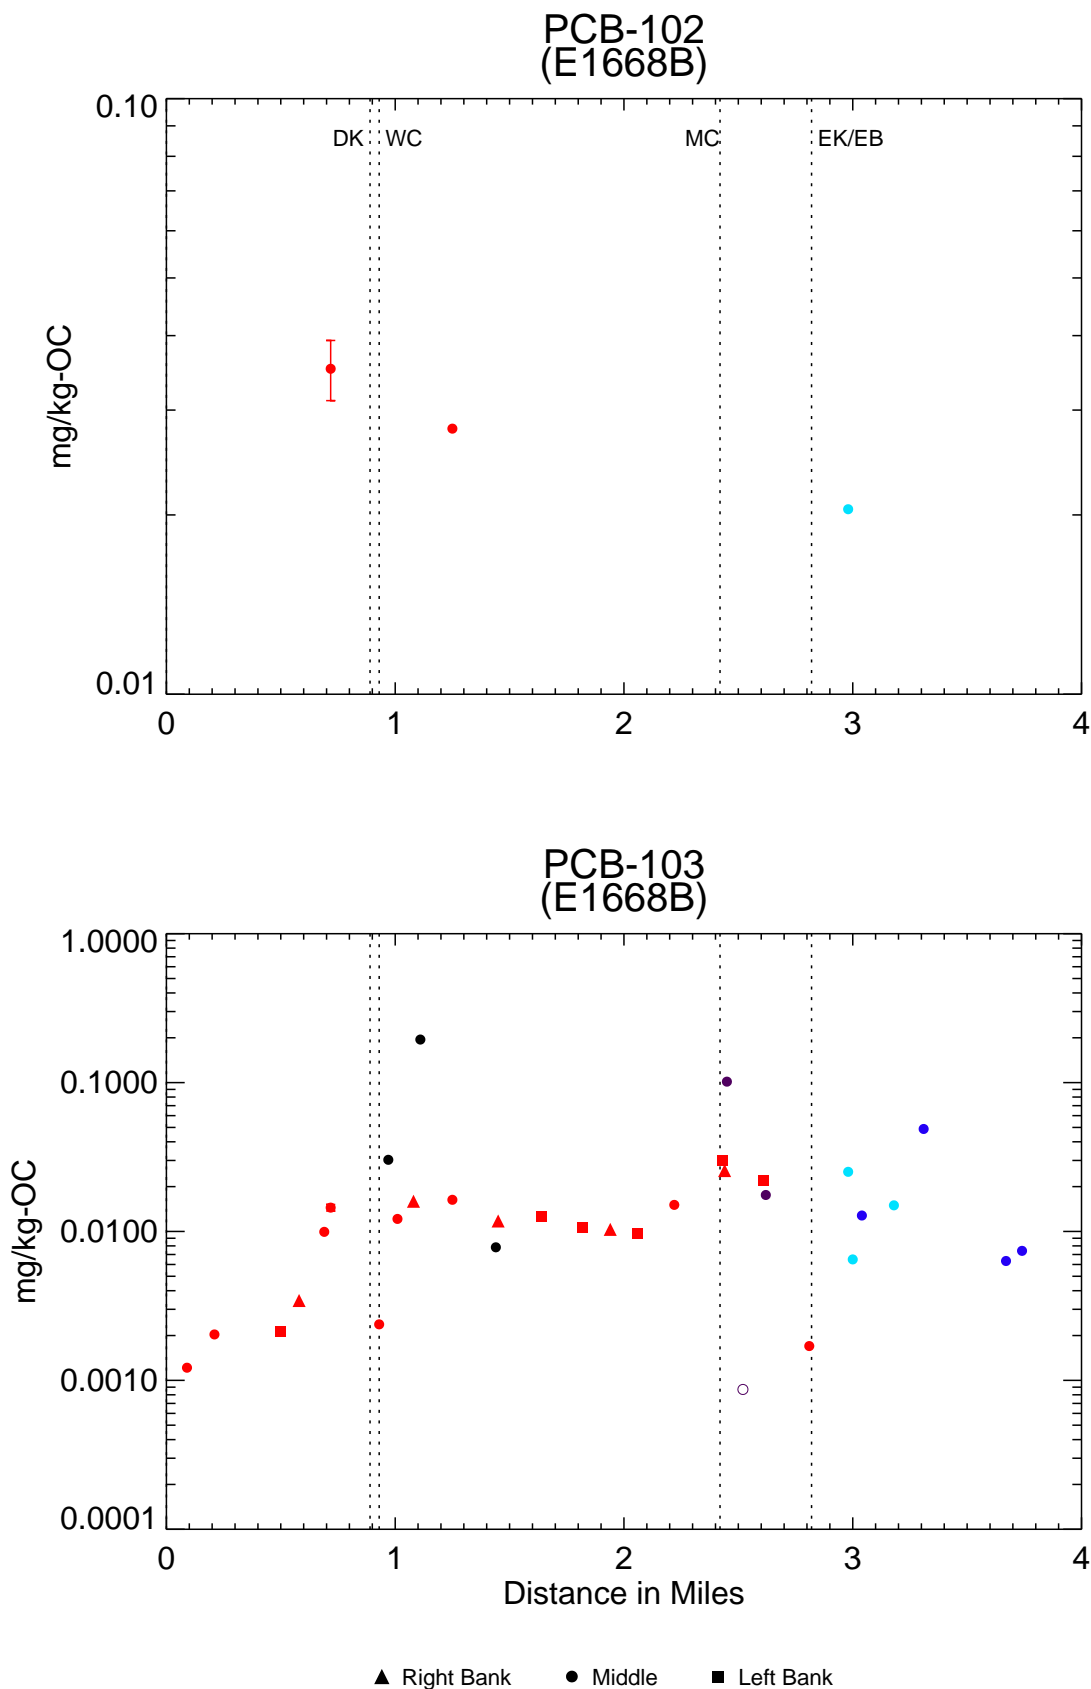 PCB-102
(E1668B)
0.10
DK WC MC EK/EB
mg/kg-OC
0.01
0 1 2 3 4
PCB-103
(E1668B)
1.0000
0.1000
mg/kg-OC
0.0100
0.0010
0.0001
0 1 2 3 4
Distance in Miles
Right Bank Middle Left Bank